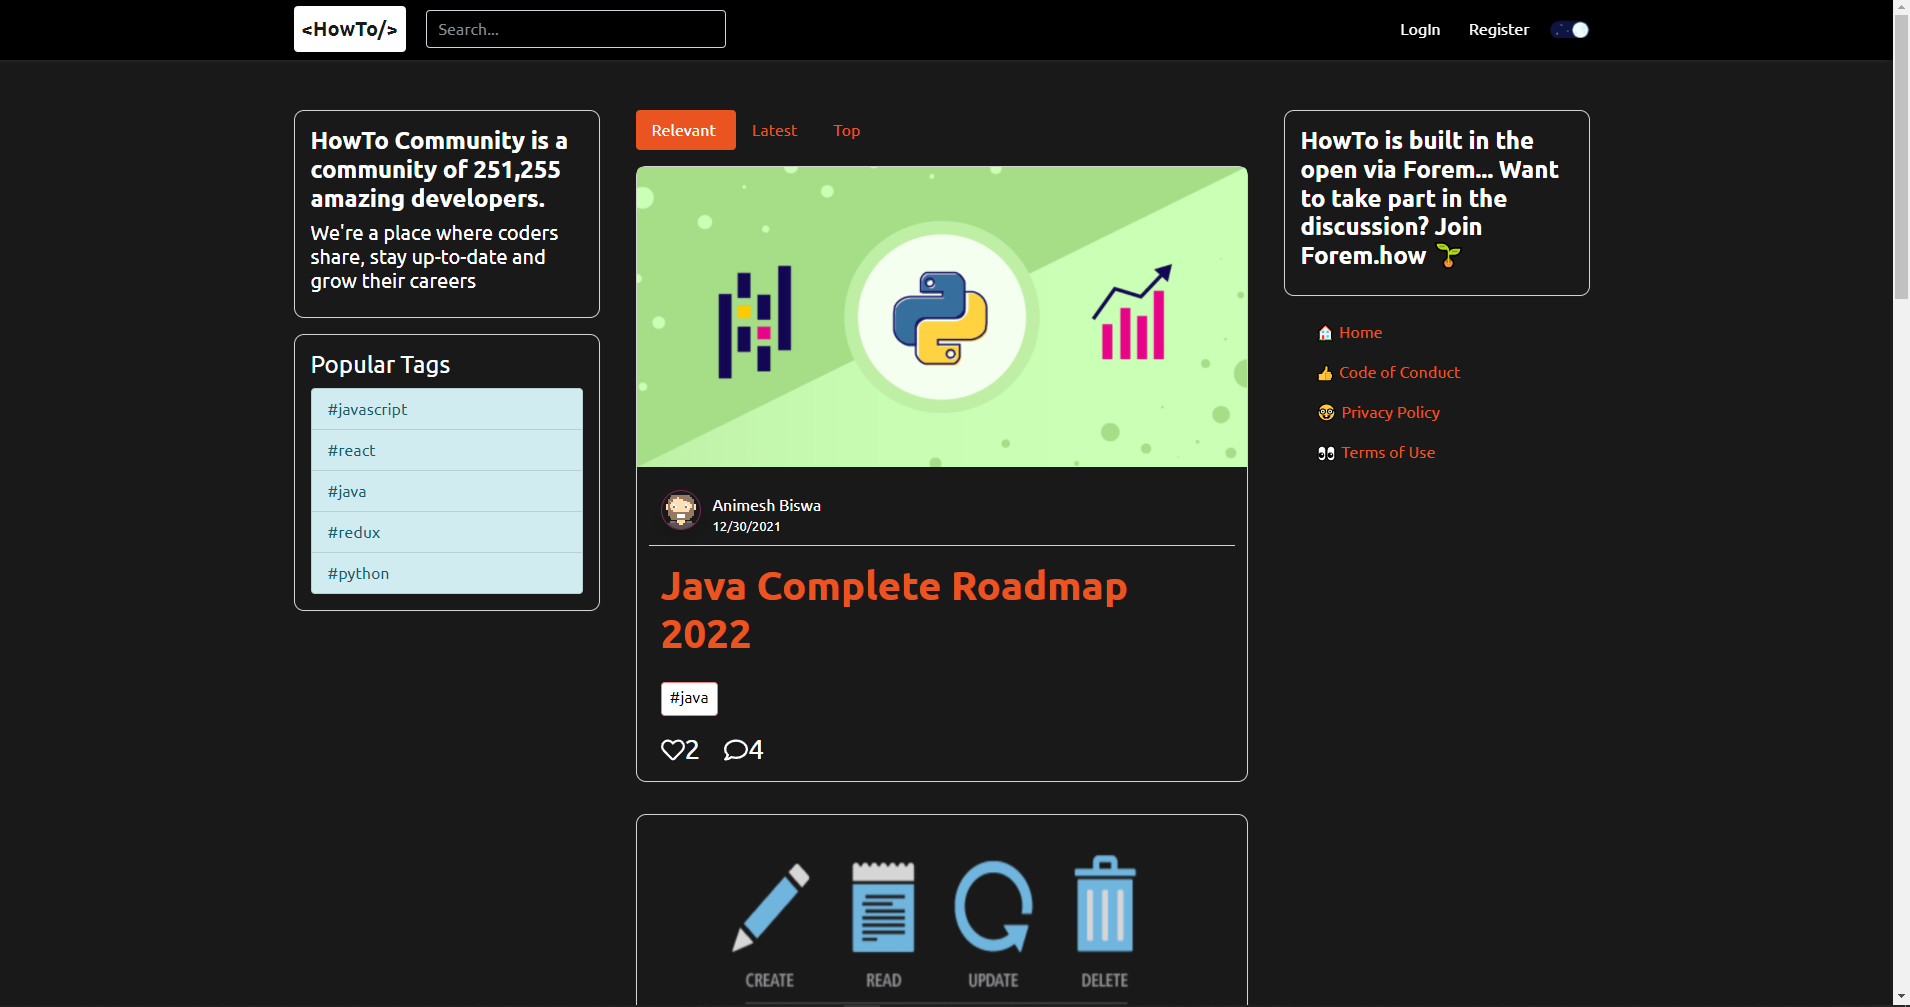 <HowTo/>
Search...
LogIn
Register
HowTo Community is a
community of 251,255
amazing developers.
We're a place where coders
share, stay up-to-date and
grow their careers
Popular Tags
#javascript
#react
#java
#redux
#python
Relevant
Latest
Top
Animesh Biswa
12/30/2021
Java Complete Roadmap
2022
#java
2
4
CREATE
READ
UPDATE
DELETE
HowTo is built in the
open via Forem... Want
to take part in the
discussion? Join
Forem.how 🌱
🏠 Home
👍 Code of Conduct
🤓 Privacy Policy
👀 Terms of Use